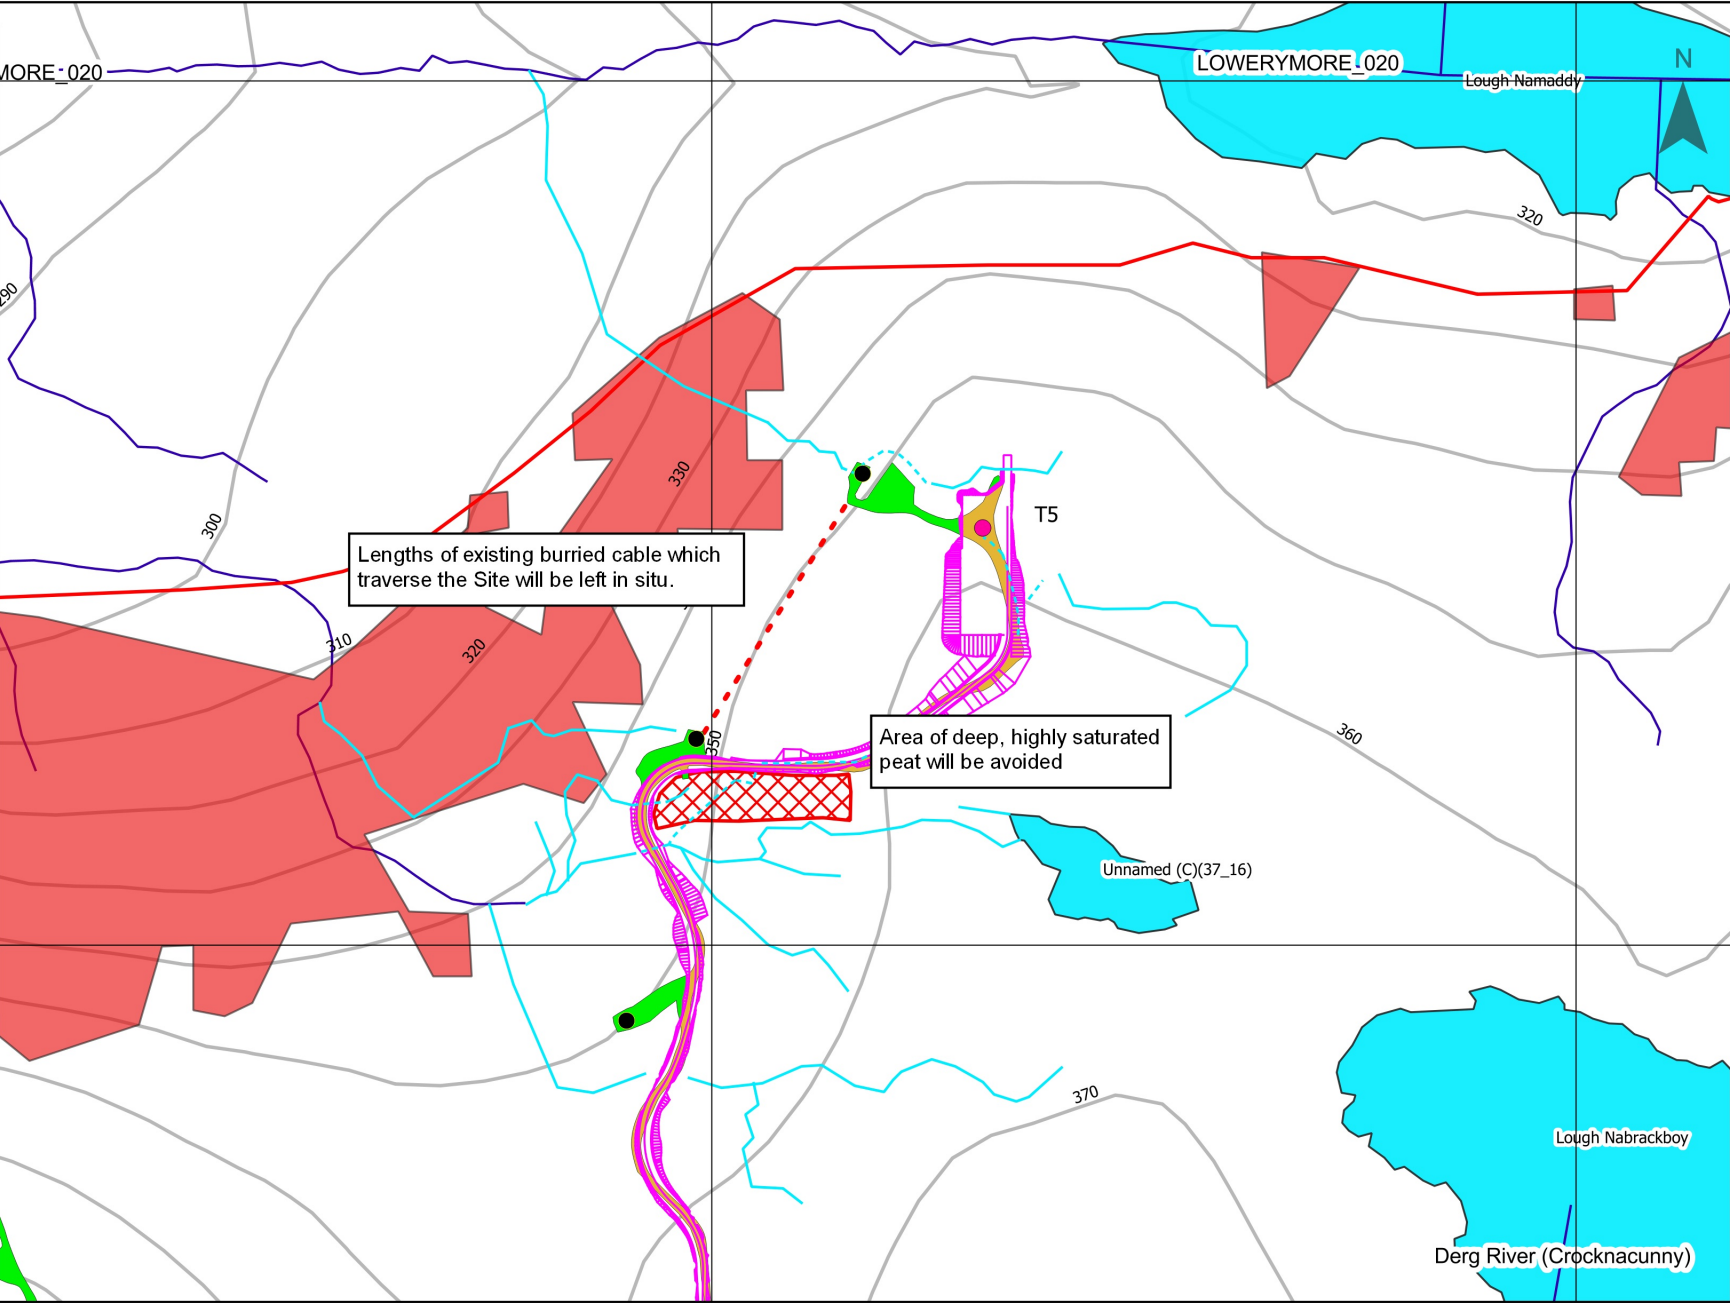 MORE_020
LOWERYMORE_020
Lough Namaddy
N
320
290
330
300
T5
Lengths of existing burried cable which
traverse the Site will be left in situ.
310
320
350
360
Area of deep, highly saturated
peat will be avoided
Unnamed (C)(37_16)
370
Lough Nabrackboy
Derg River (Crocknacunny)